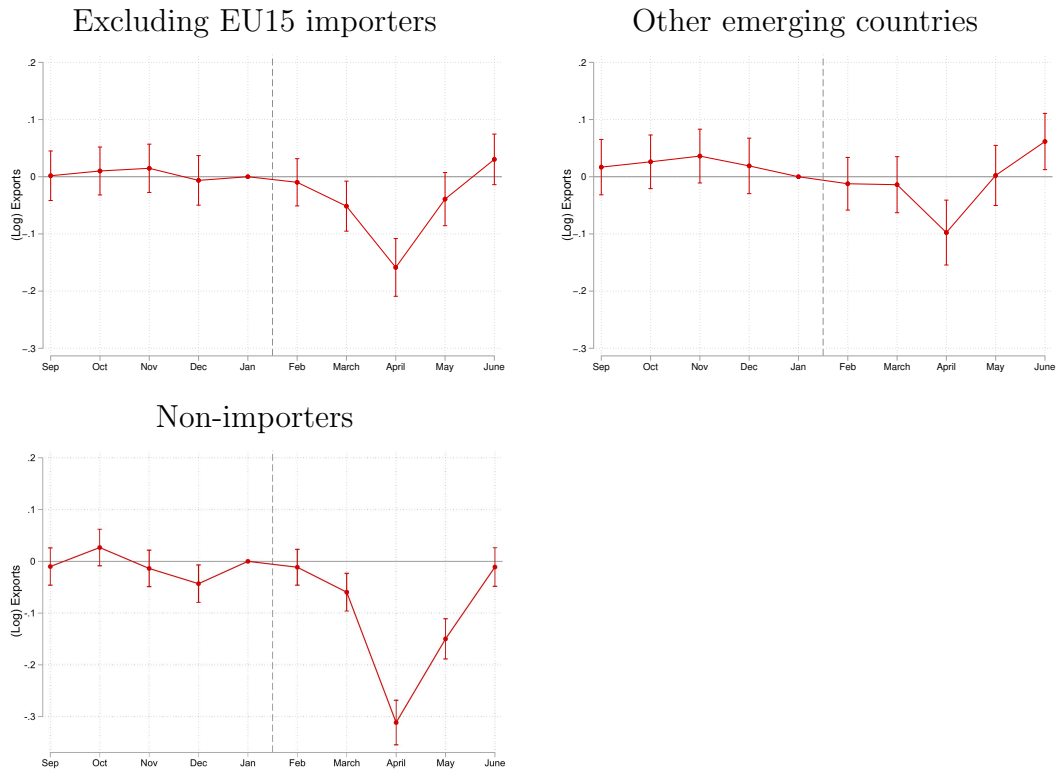 Excluding EU15 importers
.2
.1
0
-.1
-.2
-.3
(Log) Exports
Sep Oct Nov Dec Jan Feb March April May June
Other emerging countries
.2
.1
0
-.1
-.2
-.3
(Log) Exports
Sep Oct Nov Dec Jan Feb March April May June
Non-importers
.2
.1
0
-.1
-.2
-.3
(Log) Exports
Sep Oct Nov Dec Jan Feb March April May June